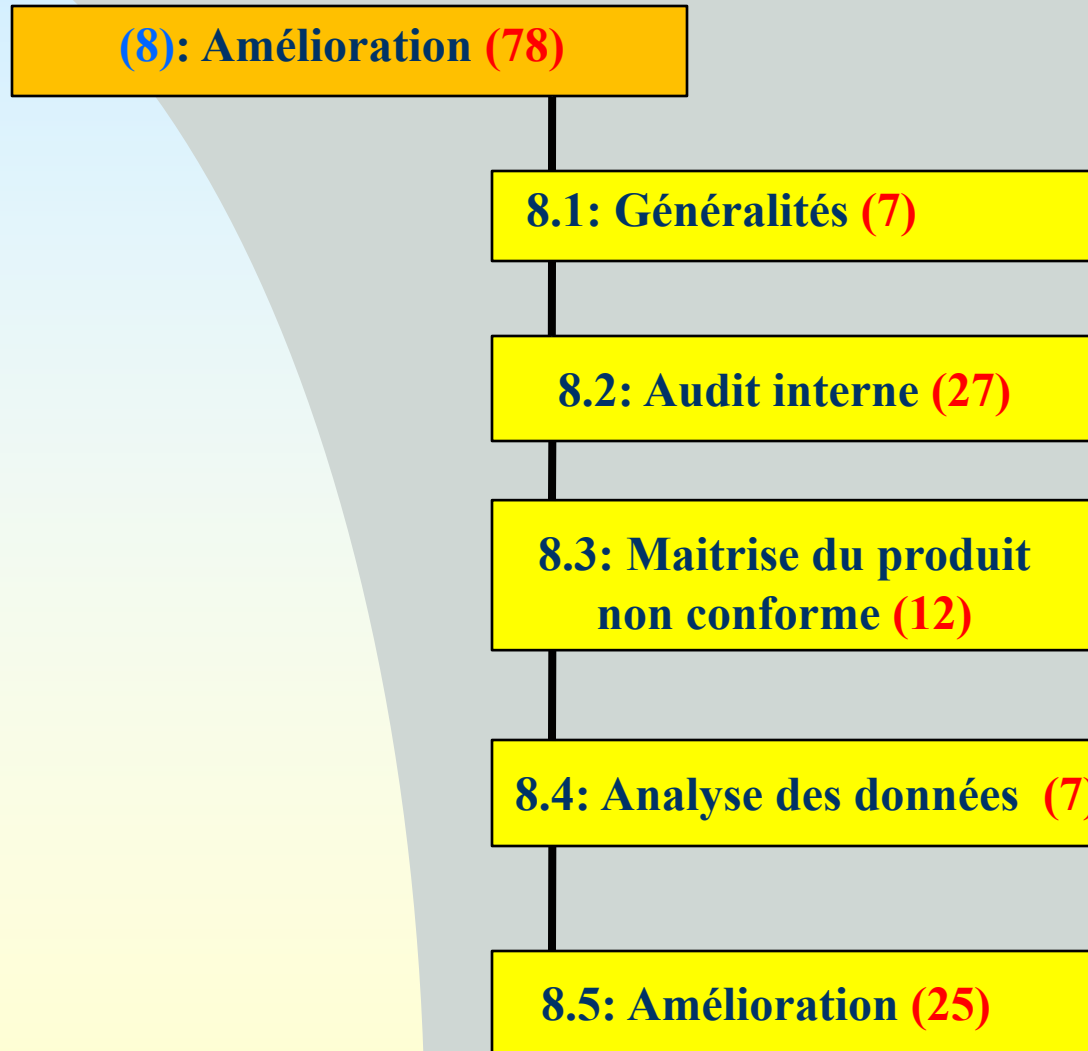 (8): Amélioration (78)
8.1: Généralités (7)
8.2: Audit interne (27)
8.3: Maitrise du produit
non conforme (12)
8.4: Analyse des données (7)
8.5: Amélioration (25)